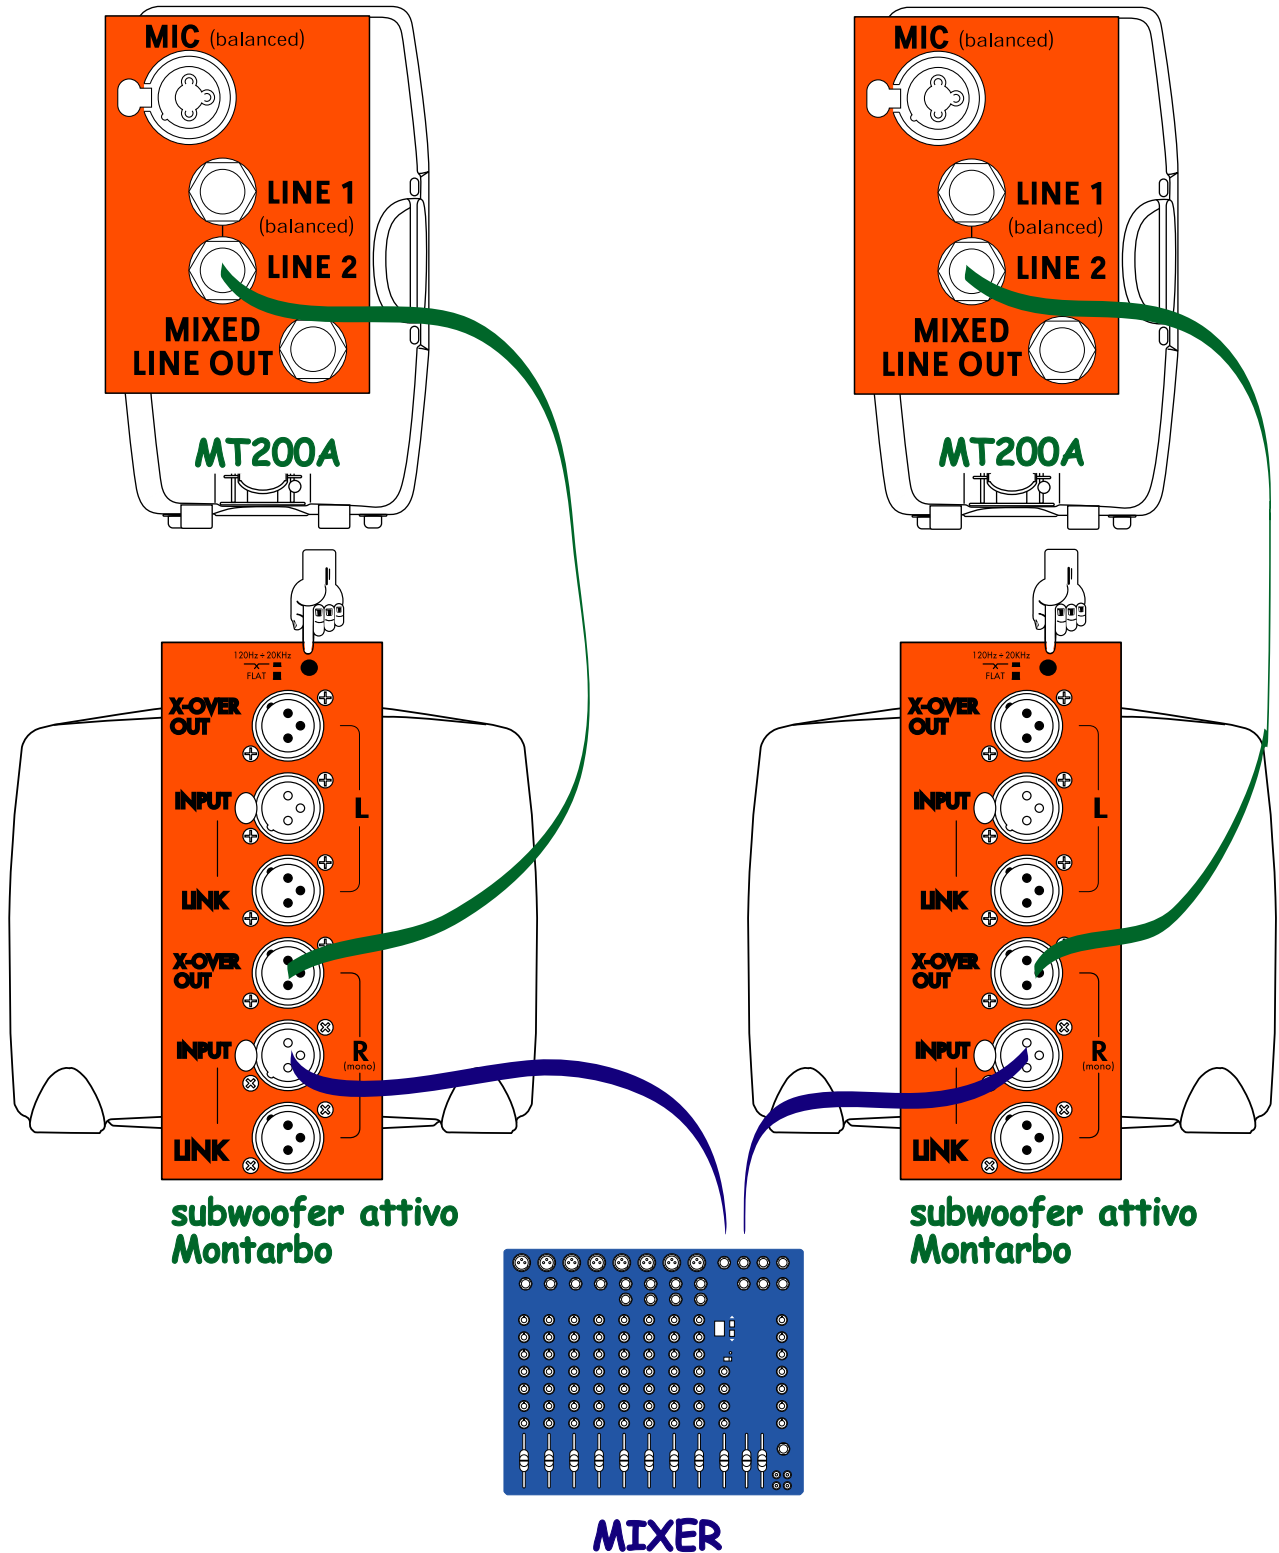 MIC (balanced)
LINE 1
(balanced)
LINE 2
MIXED
LINE OUT
MT200A
MIC (balanced)
LINE 1
(balanced)
LINE 2
MIXED
LINE OUT
MT200A
120Hz÷20KHz
FLAT
X-OVER
OUT
INPUT
L
LINK
X-OVER
OUT
INPUT
R
(mono)
LINK
subwoofer attivo
Montarbo
120Hz÷20KHz
FLAT
X-OVER
OUT
INPUT
L
LINK
X-OVER
OUT
INPUT
R
(mono)
LINK
subwoofer attivo
Montarbo
MIXER